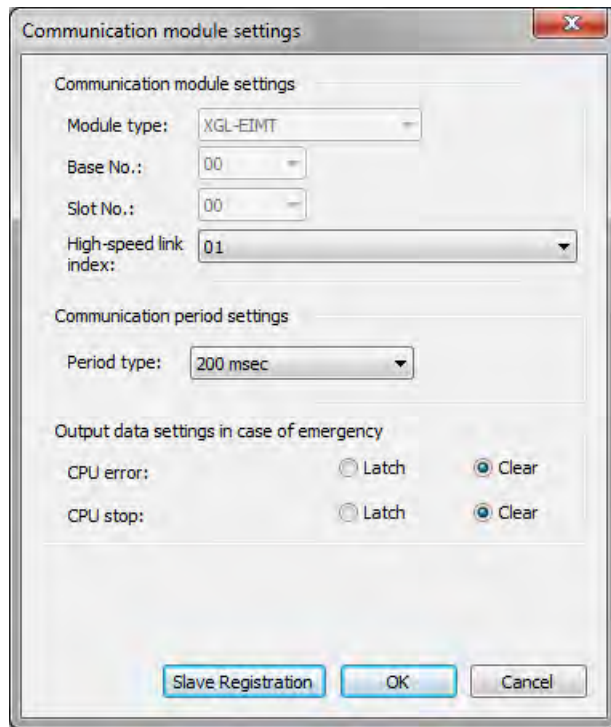 Communication module settings
Communication module settings
Module type: XGL-EIMT
Base No.: 00
Slot No.: 00
High-speed link index: 01
Communication period settings
Period type: 200 msec
Output data settings in case of emergency
CPU error: Latch Clear
CPU stop: Latch Clear
Slave Registration OK Cancel